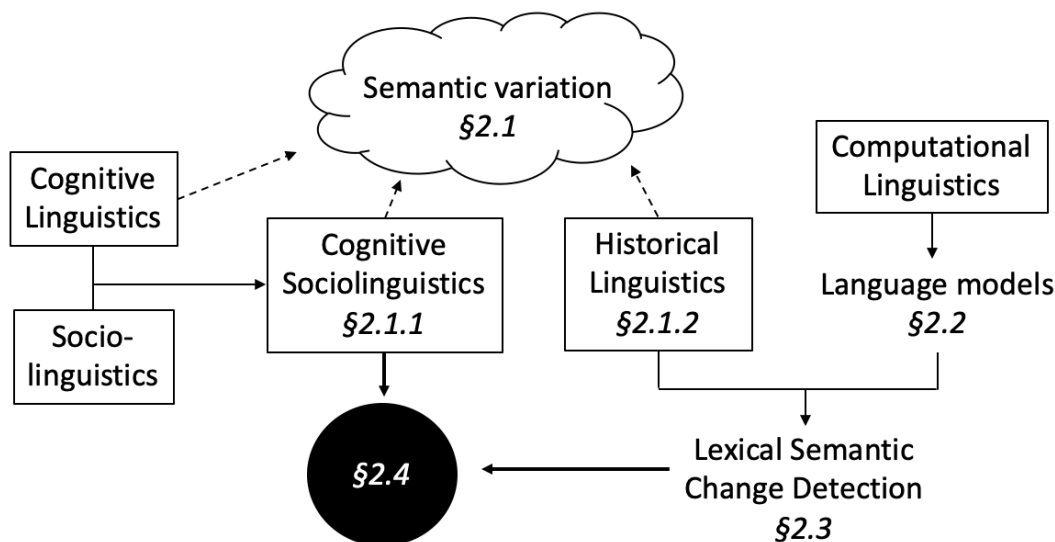 Semantic variation
§2.1
Cognitive
Linguistics
Computational
Linguistics
Cognitive
Sociolinguistics
§2.1.1
Historical
Linguistics
§2.1.2
Language models
§2.2
Socio-
linguistics
§2.4
Lexical Semantic
Change Detection
§2.3